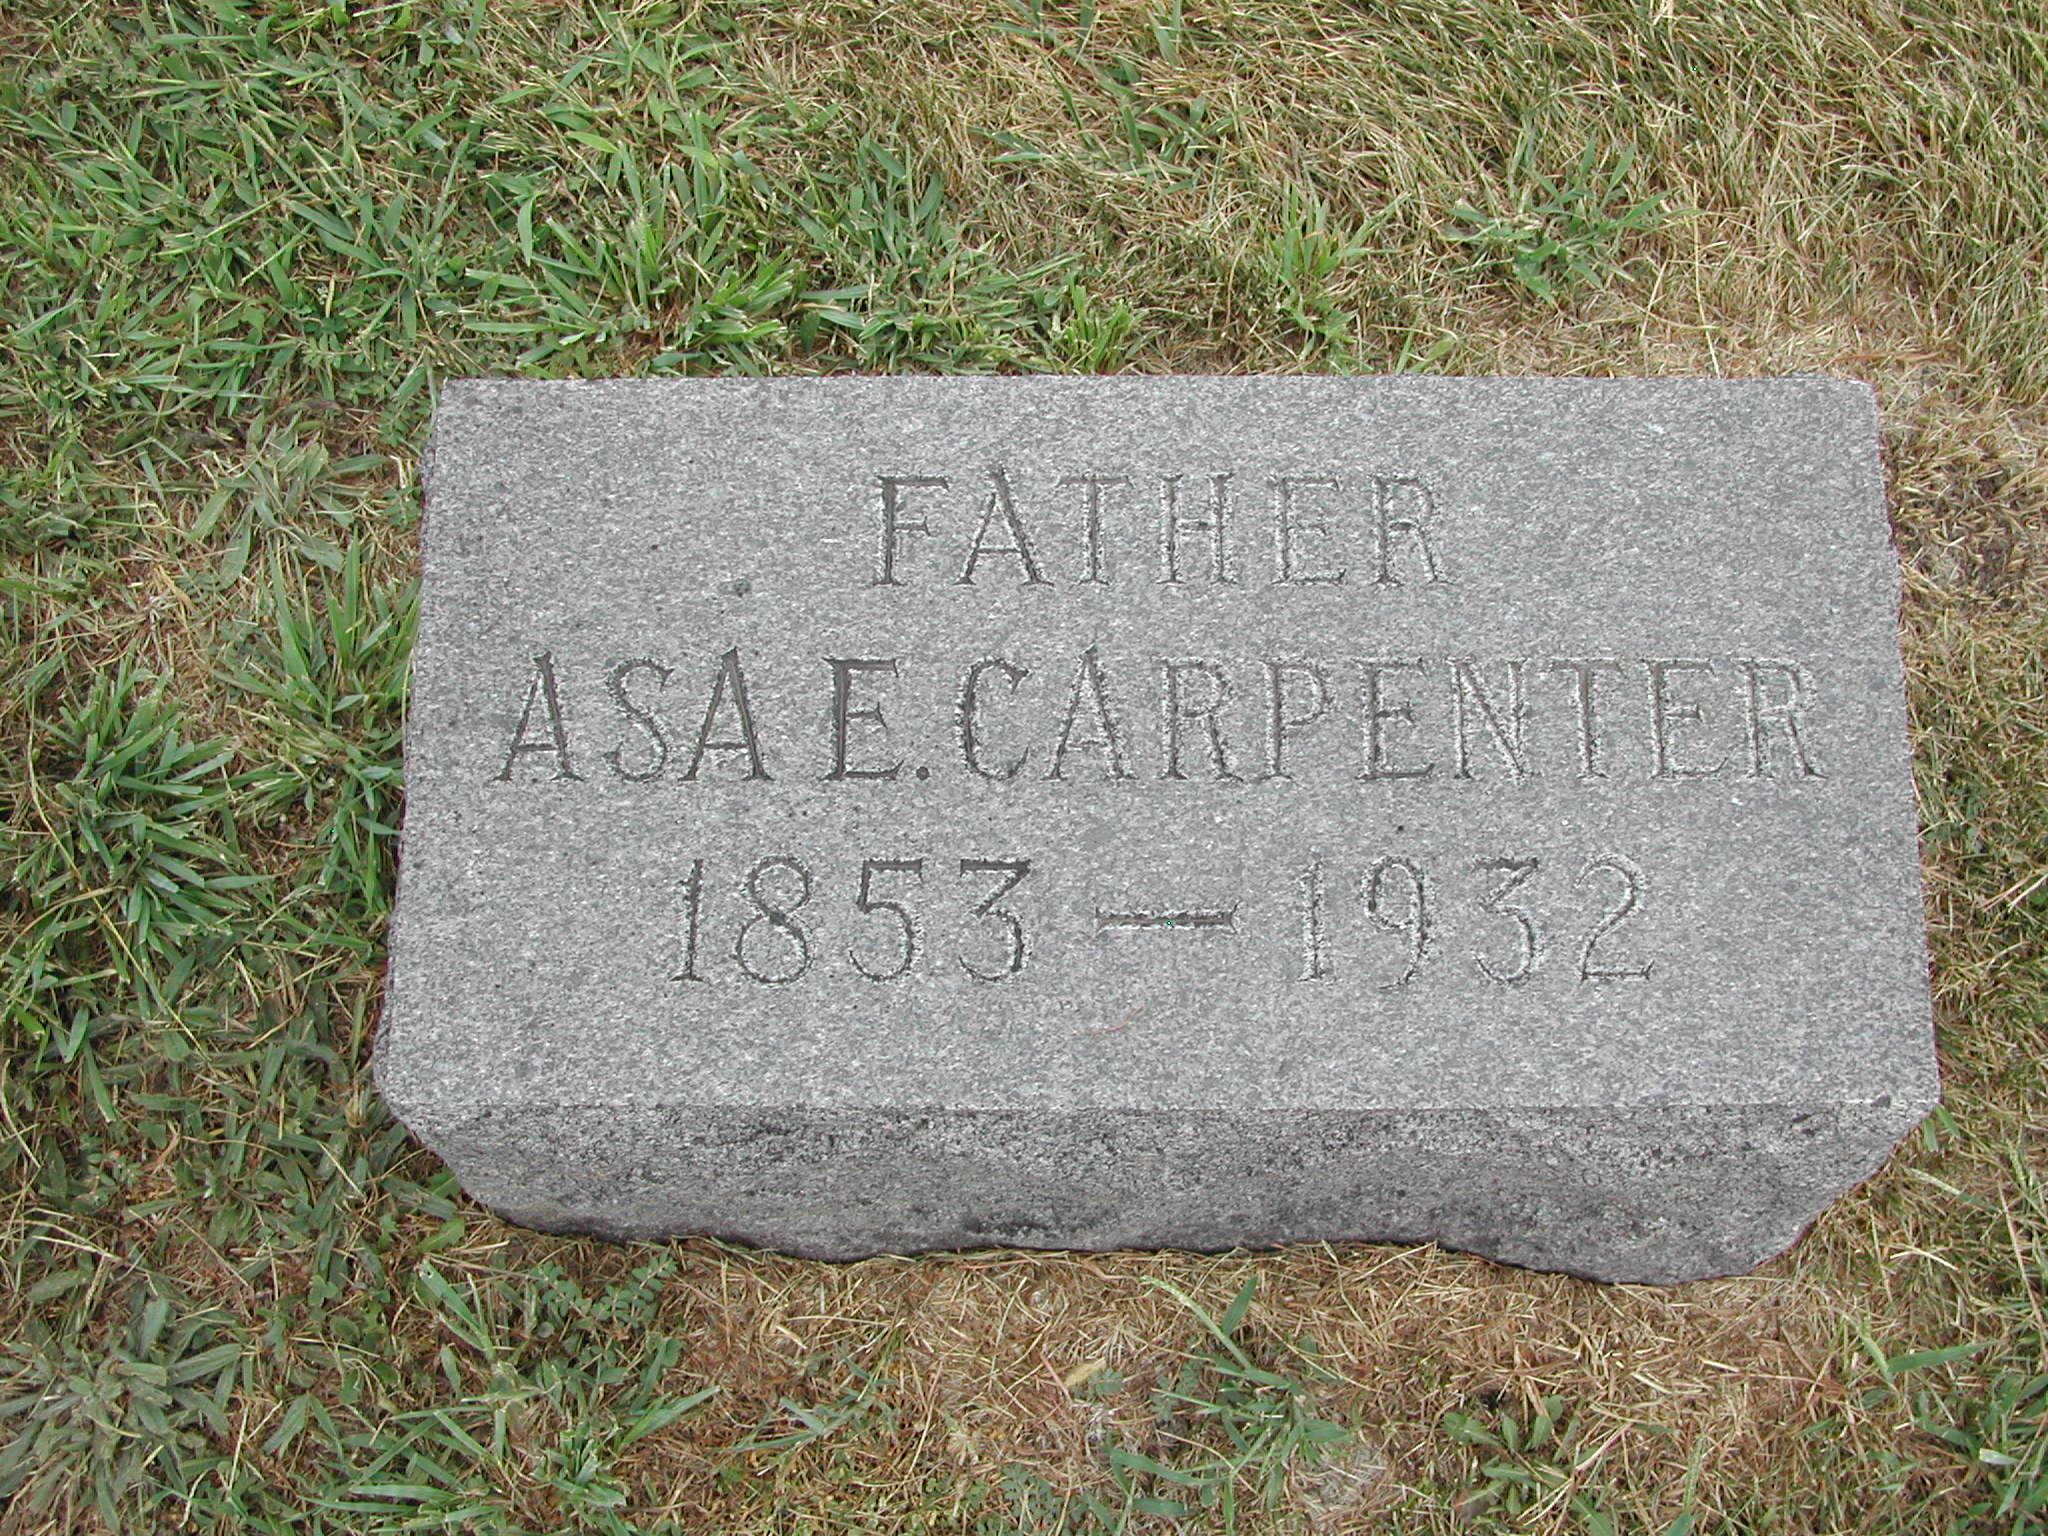 FATHER
ASA E. CARPENTER
1853 — 1932